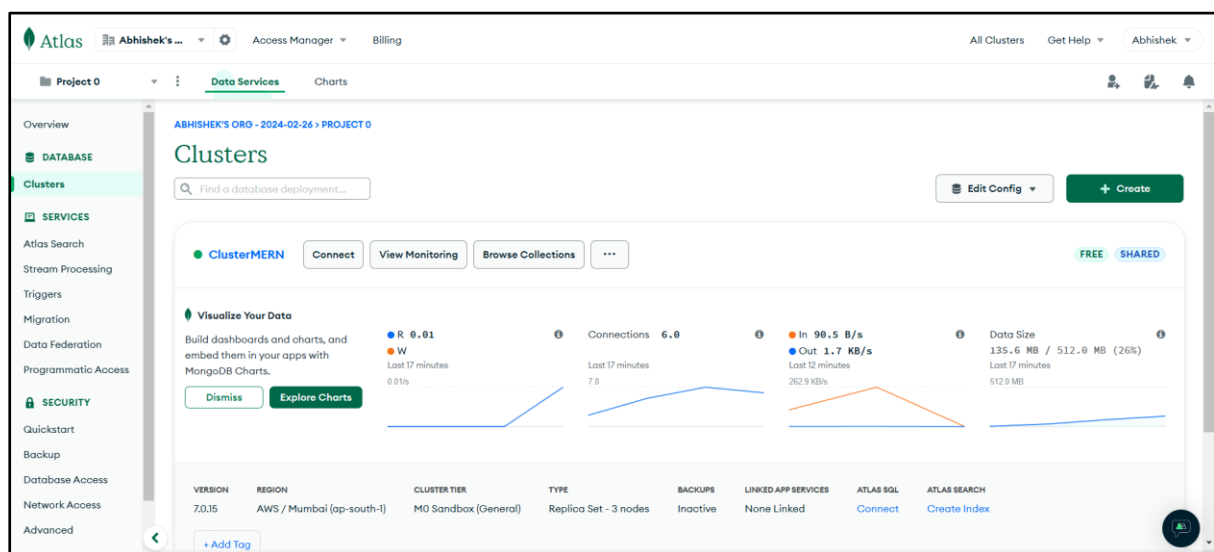 Atlas Abhishek's ... Access Manager Billing All Clusters Get Help Abhishek
Project 0 Data Services Charts
Overview
DATABASE
Clusters
SERVICES
Atlas Search
Stream Processing
Triggers
Migration
Data Federation
Programmatic Access
SECURITY
Quickstart
Backup
Database Access
Network Access
Advanced
ABHISHEK'S ORG - 2024-02-26 > PROJECT 0
Clusters
Find a database deployment...
Edit Config
+ Create
ClusterMERN Connect View Monitoring Browse Collections ... FREE SHARED
Visualize Your Data
Build dashboards and charts, and
embed them in your apps with
MongoDB Charts.
Dismiss Explore Charts
R 0.01
W
Last 17 minutes
0.01/s
Connections 6.0
Last 17 minutes
7.0
In 90.5 B/s
Out 1.7 KB/s
Last 12 minutes
262.9 KB/s
Data Size
135.6 MB / 512.0 MB (26%)
Last 17 minutes
512.0 MB
VERSION REGION CLUSTER TIER TYPE BACKUPS LINKED APP SERVICES ATLAS SQL ATLAS SEARCH
7.0.15 AWS / Mumbai (ap-south-1) M0 Sandbox (General) Replica Set - 3 nodes Inactive None Linked Connect Create Index
+ Add Tag